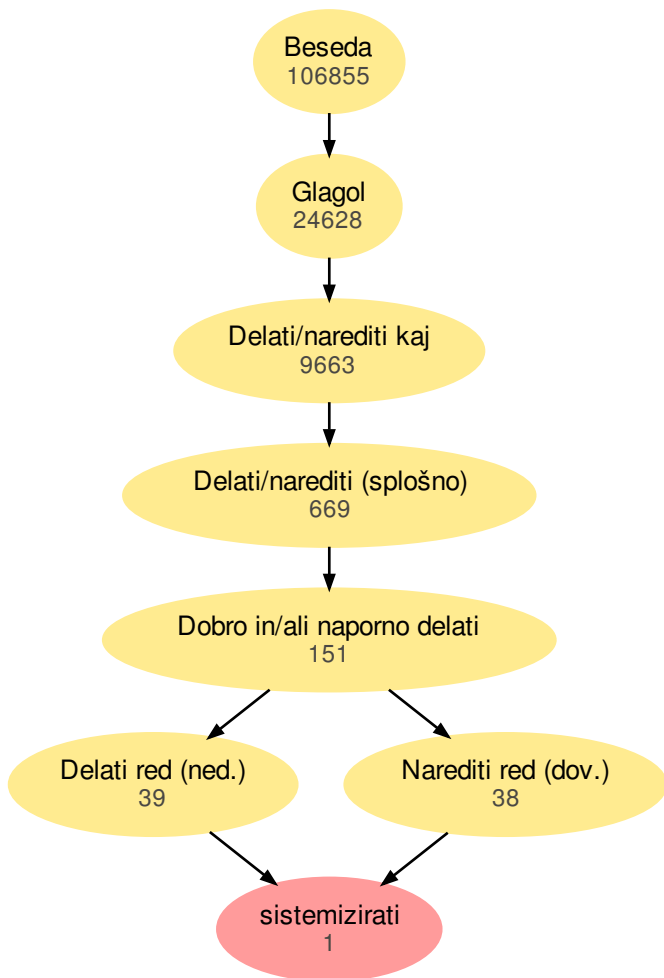 Beseda
106855
Glagol
24628
Delati/narediti kaj
9663
Delati/narediti (splošno)
669
Dobro in/ali naporno delati
151
Delati red (ned.)
39
Narediti red (dov.)
38
sistemizirati
1